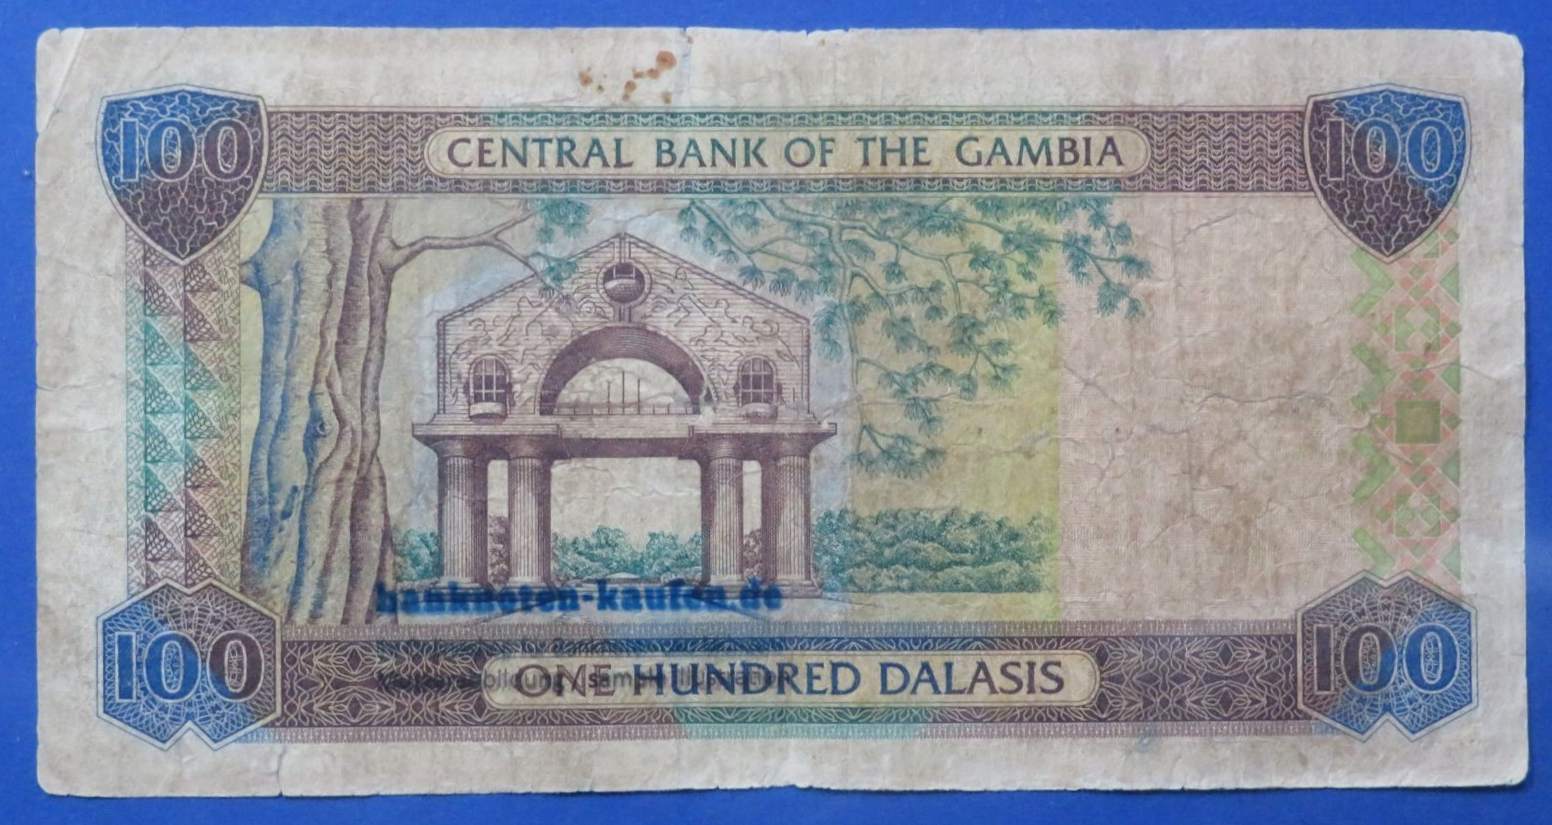 100 100
CENTRAL BANK OF THE GAMBIA
banknoten-kaufen.de
ONE HUNDRED DALASIS
100 100